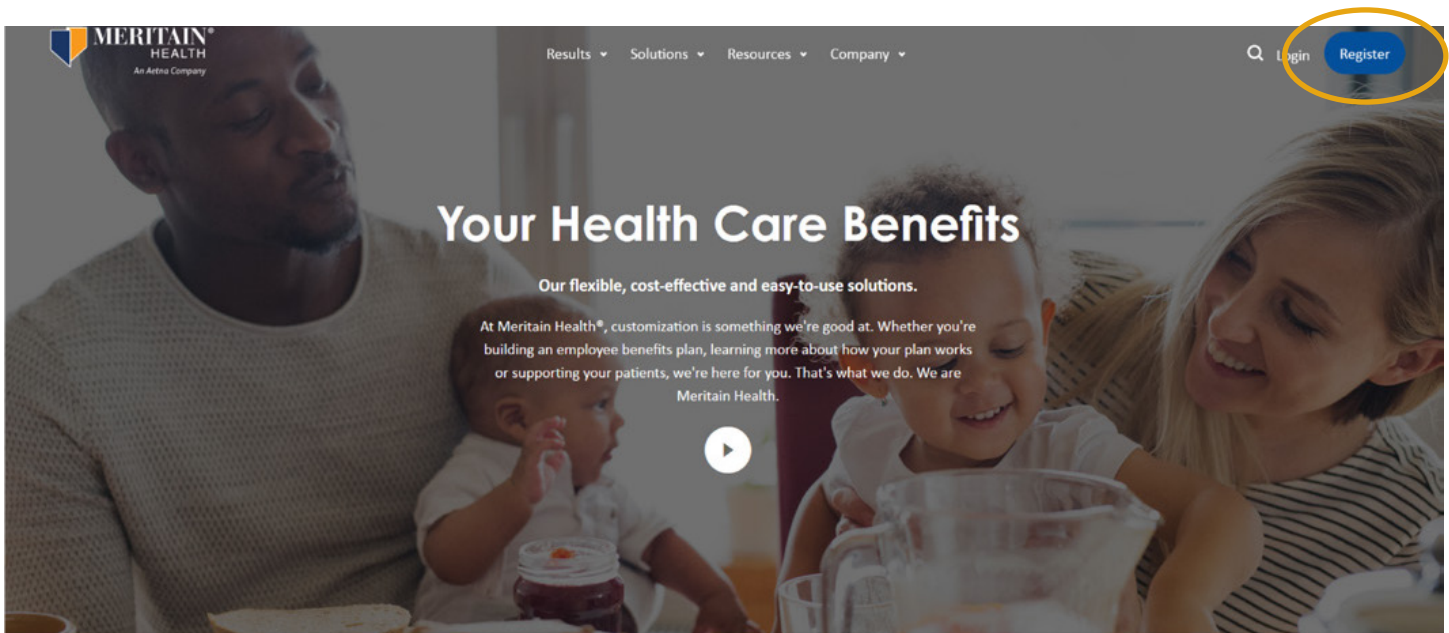 MERITAIN®
HEALTH
An Aetna Company
Results
Solutions
Resources
Company
Login
Register
Your Health Care Benefits
Our flexible, cost-effective and easy-to-use solutions.
At Meritain Health®, customization is something we're good at. Whether you're
building an employee benefits plan, learning more about how your plan works
or supporting your patients, we're here for you. That's what we do. We are
Meritain Health.